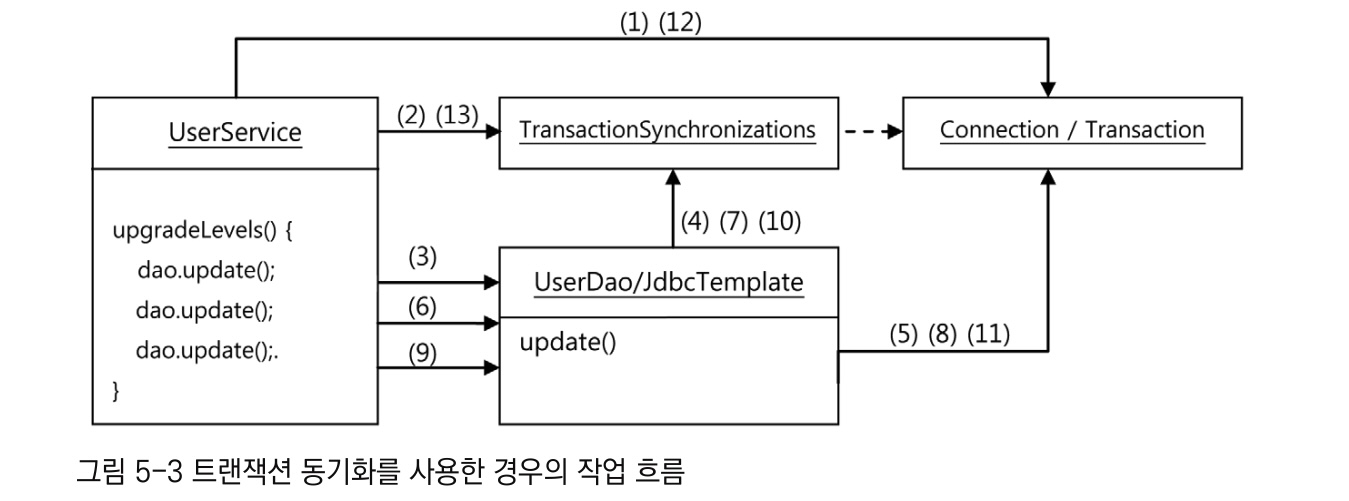 (1) (12)
UserService
(2) (13)
TransactionSynchronizations
Connection / Transaction
upgradeLevels() {
dao.update();
dao.update();
dao.update();.
}
(3)
(6)
(9)
(4) (7) (10)
UserDao/JdbcTemplate
update()
(5) (8) (11)
그림 5-3 트랜잭션 동기화를 사용한 경우의 작업 흐름